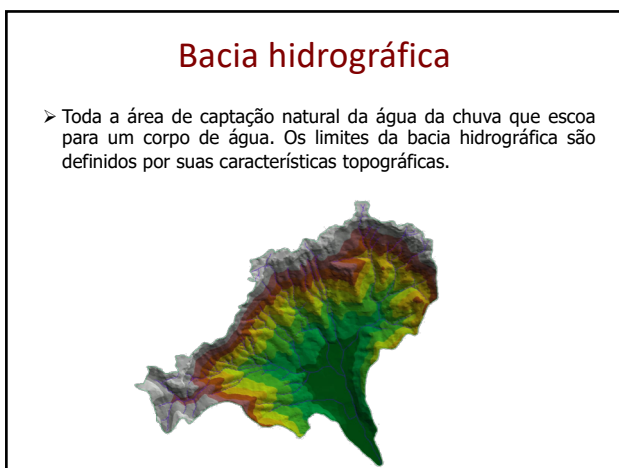 Bacia hidrográfica
➢ Toda a área de captação natural da água da chuva que escoa
para um corpo de água. Os limites da bacia hidrográfica são
definidos por suas características topográficas.